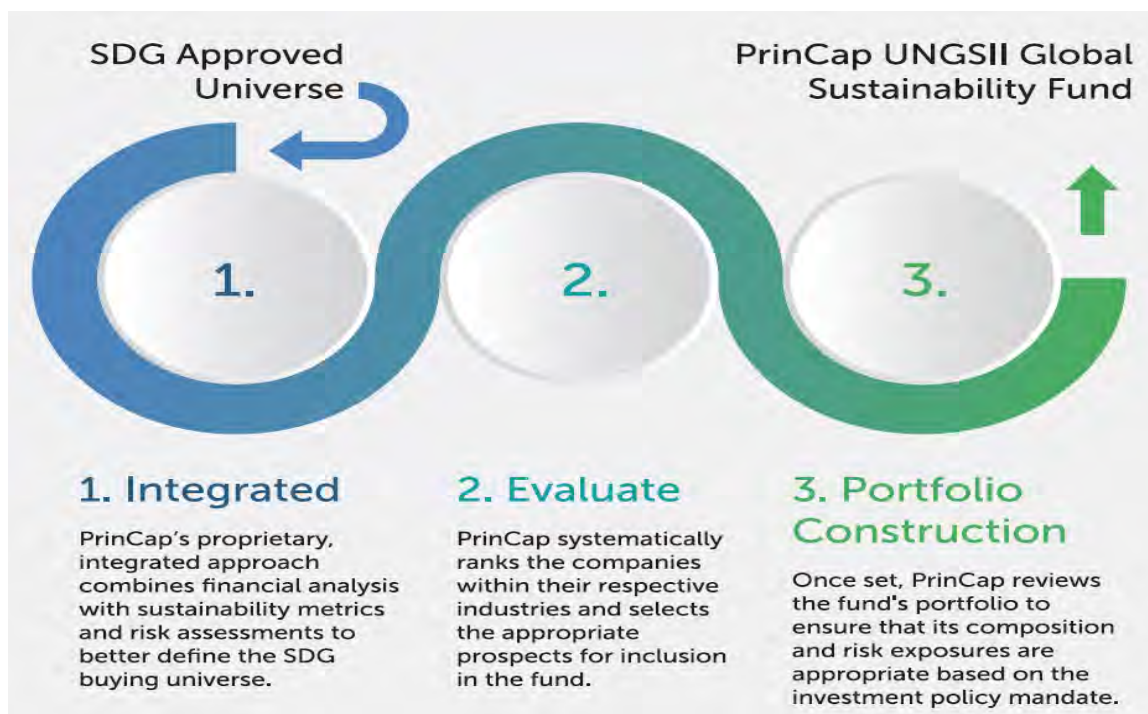 SDG Approved
Universe
PrinCap UNGSII Global
Sustainability Fund
1.
2.
3.
1. Integrated
PrinCap's proprietary,
integrated approach
combines financial analysis
with sustainability metrics
and risk assessments to
better define the SDG
buying universe.
2. Evaluate
PrinCap systematically
ranks the companies
within their respective
industries and selects
the appropriate
prospects for inclusion
in the fund.
3. Portfolio
Construction
Once set, PrinCap reviews
the fund's portfolio to
ensure that its composition
and risk exposures are
appropriate based on the
investment policy mandate.